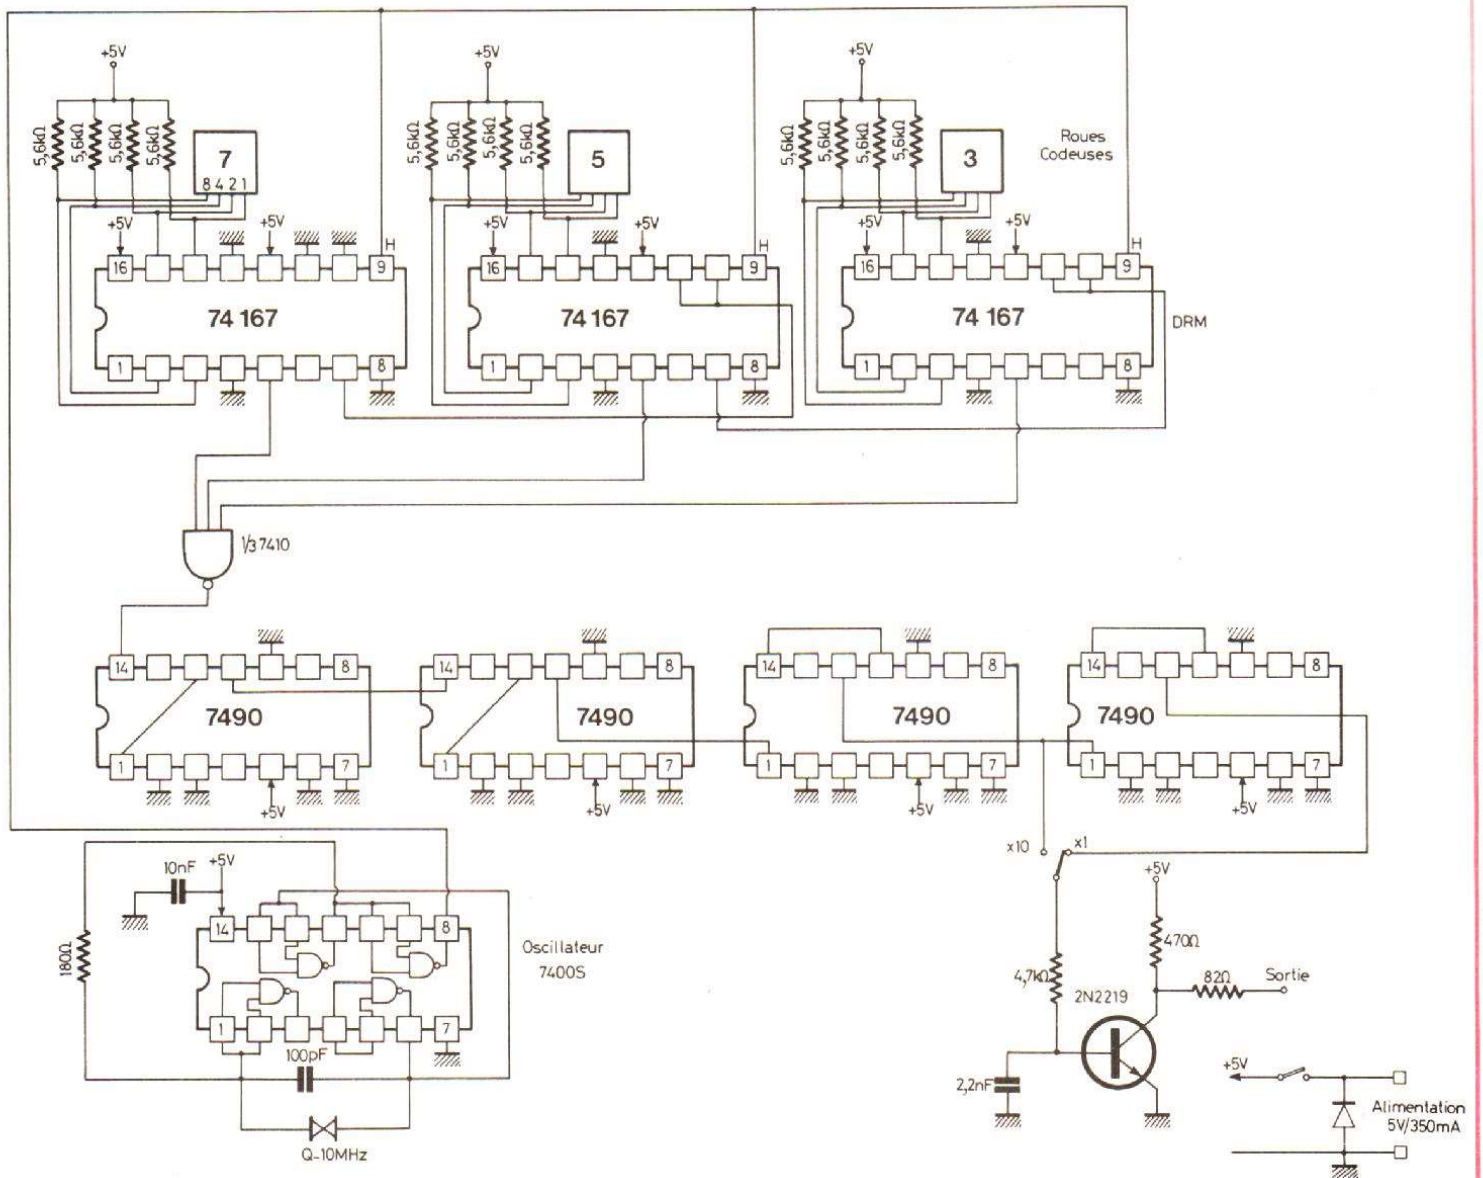 +5V +5V +5V
5,6kΩ 5,6kΩ 5,6kΩ 5,6kΩ 5,6kΩ 5,6kΩ 5,6kΩ 5,6kΩ 5,6kΩ 5,6kΩ 5,6kΩ 5,6kΩ
Roues
Codeuses
7 5 3
8 4 2 1
+5V +5V +5V +5V +5V +5V
H H H
16 9 16 9 16 9
74 167 74 167 74 167
DRM
1 8 1 8 1 8
1/3 7410
14 8 14 8 14 8 14 8
7490 7490 7490 7490
1 7 1 7 1 7 1 7
+5V +5V +5V +5V
x10 x1
10nF +5V
+5V
14 8
Oscillateur
7400S
180Ω
470Ω
4,7kΩ
82Ω Sortie
2N2219
1 7
100pF
2,2nF
Q-10MHz
+5V
Alimentation
5V/350mA